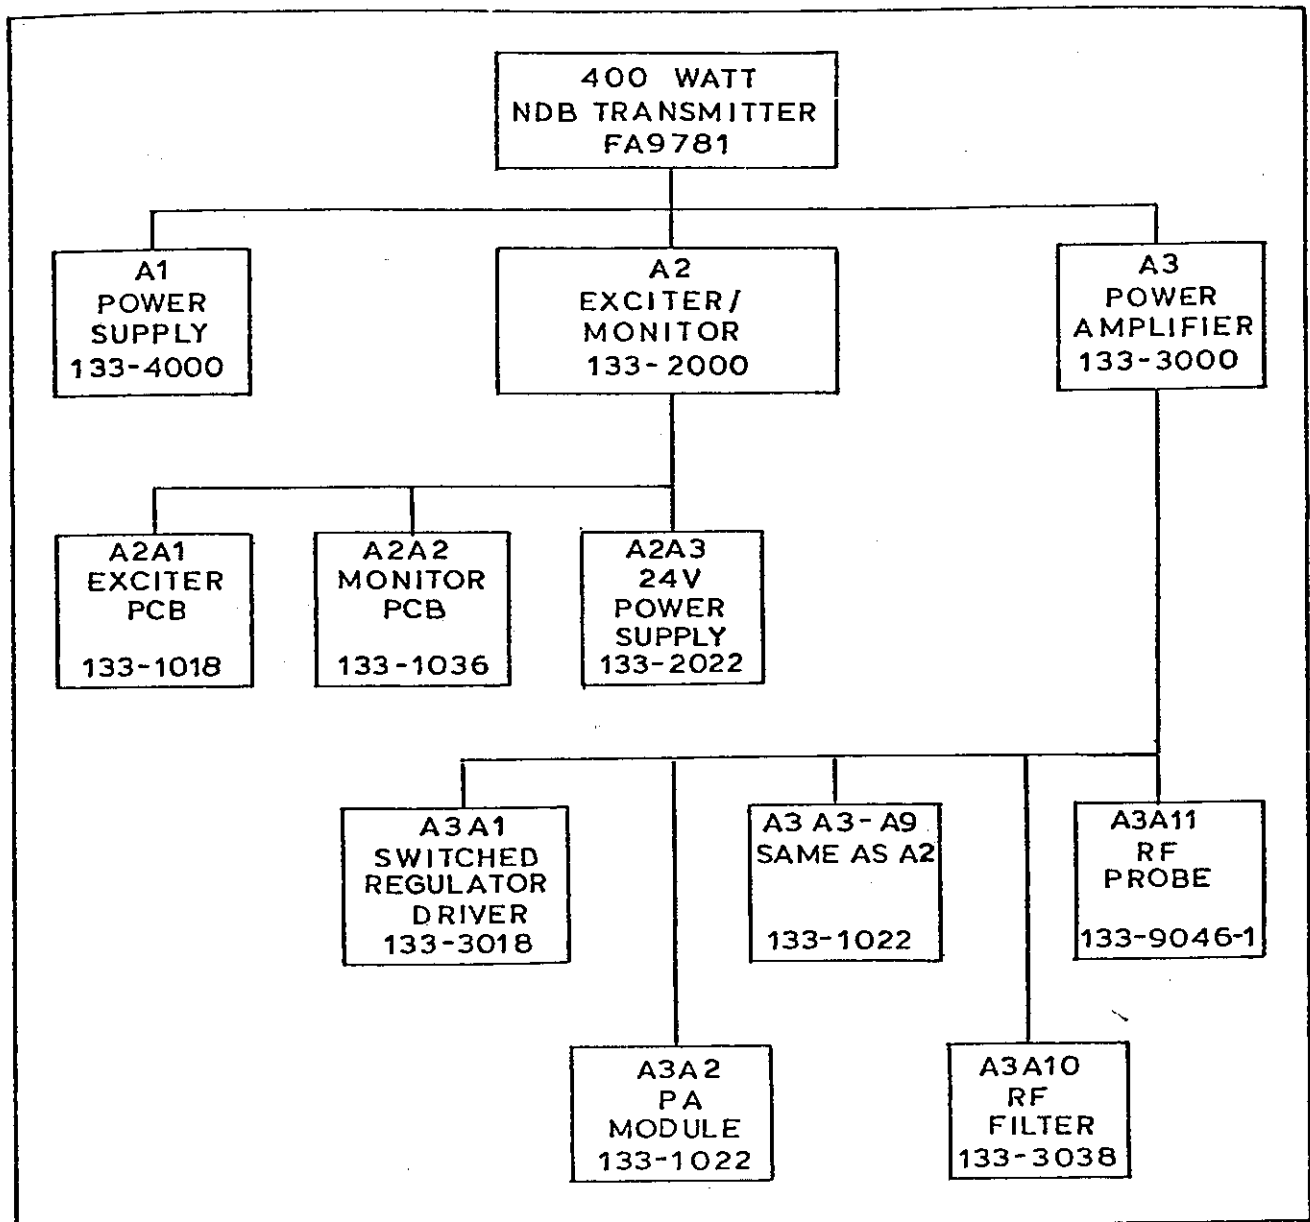 400 WATT
NDB TRANSMITTER
FA9781
A1
POWER
SUPPLY
133-4000
A2
EXCITER/
MONITOR
133-2000
A3
POWER
AMPLIFIER
133-3000
A2A1
EXCITER
PCB
133-1018
A2A2
MONITOR
PCB
133-1036
A2A3
24V
POWER
SUPPLY
133-2022
A3A1
SWITCHED
REGULATOR
DRIVER
133-3018
A3A2
PA
MODULE
133-1022
A3 A3-A9
SAME AS A2
133-1022
A3A10
RF
FILTER
133-3038
A3A11
RF
PROBE
133-9046-1